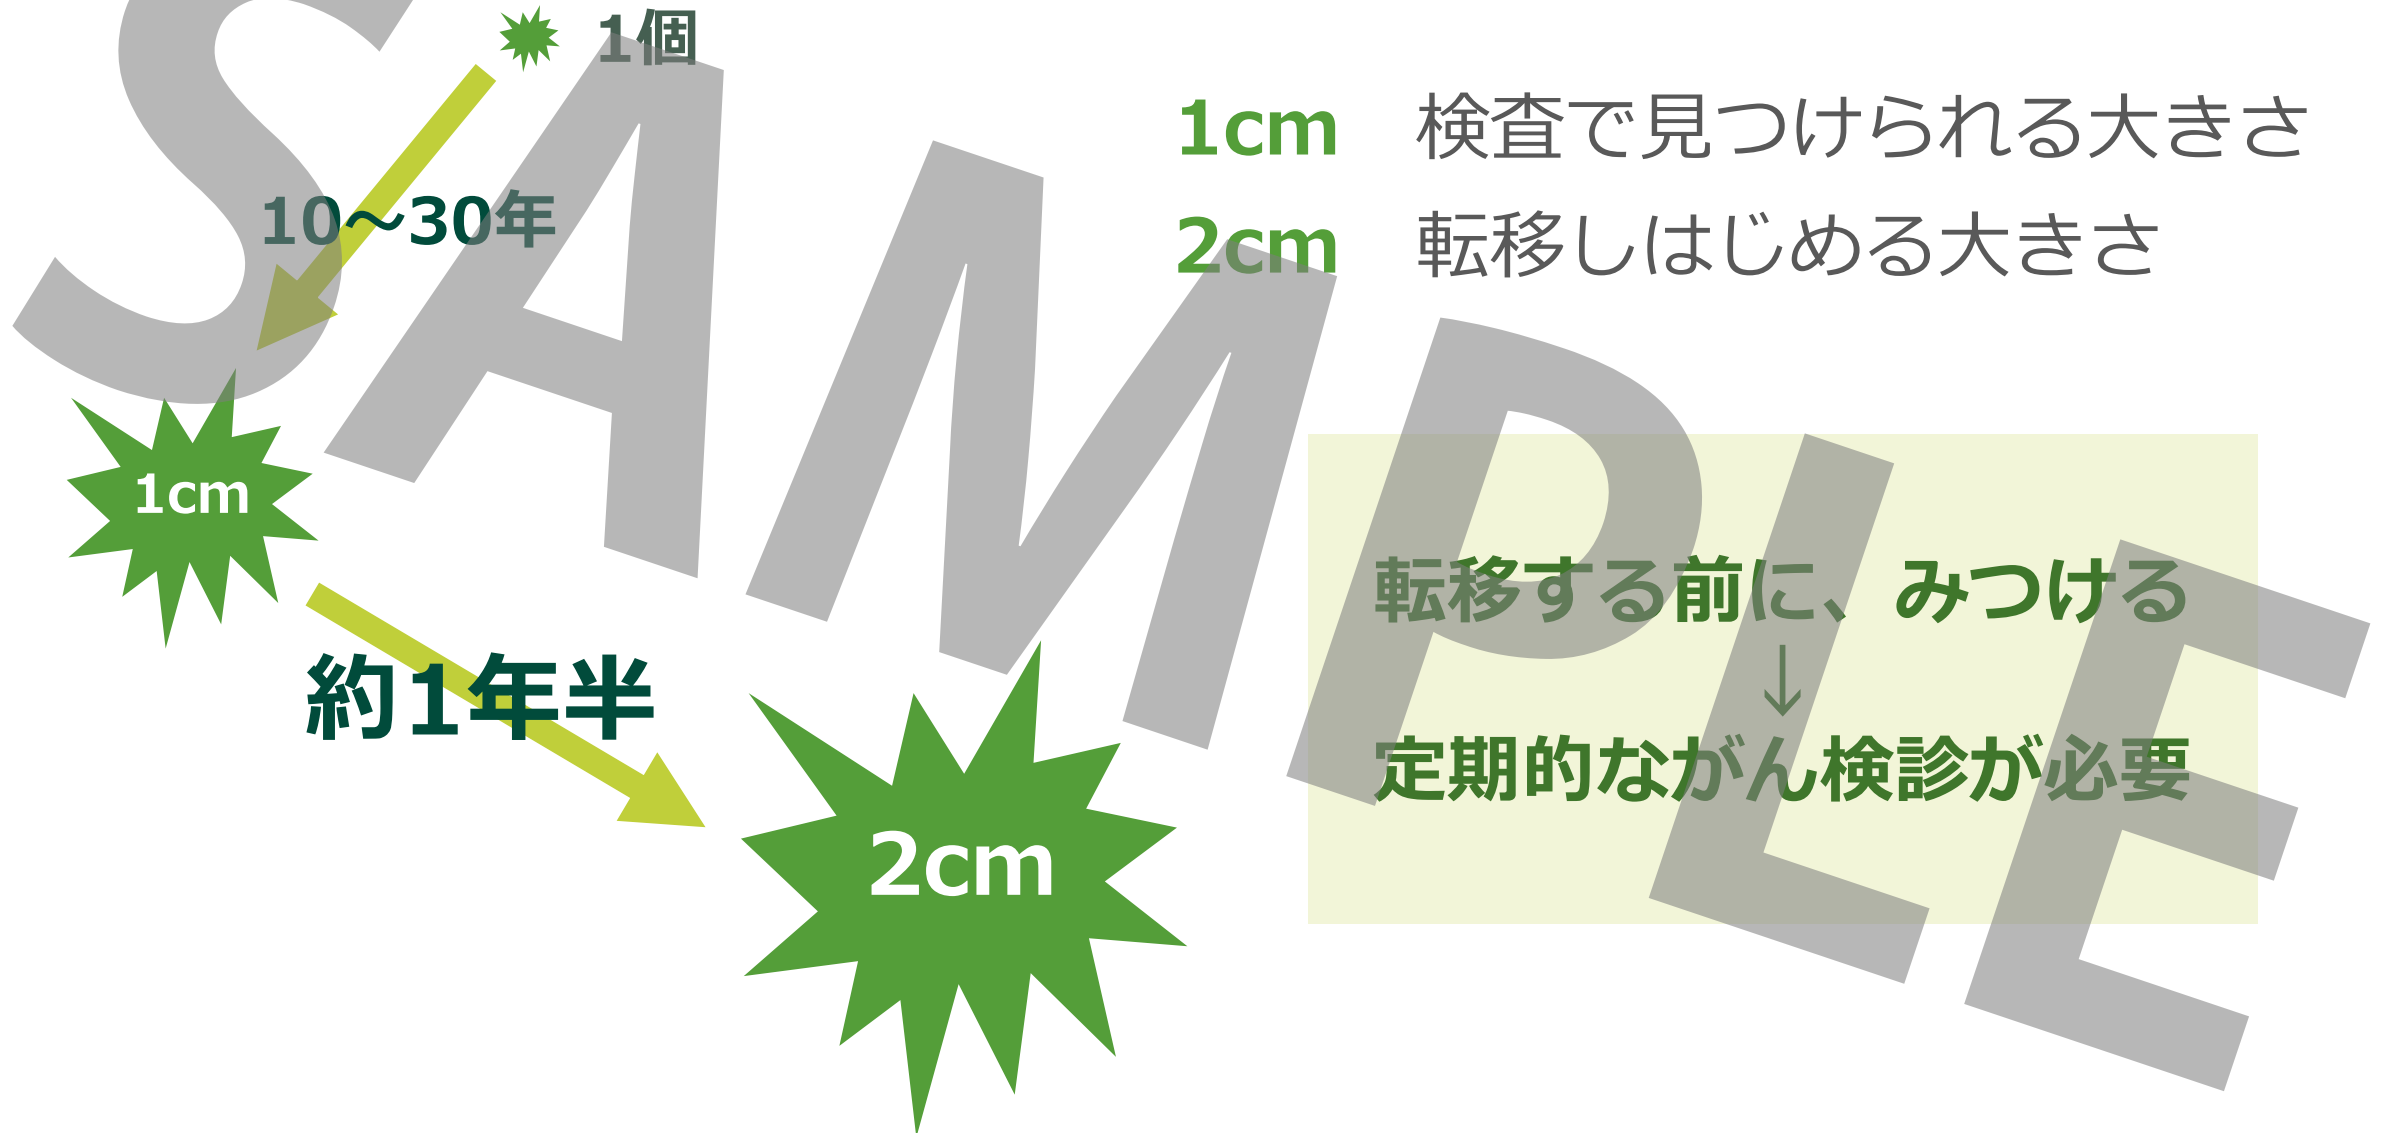 1個
10～30年
1cm
約1年半
2cm
1cm 検査で見つけられる大きさ
2cm 転移しはじめる大きさ
転移する前に、みつける
↓
定期的ながん検診が必要
SAMPLE